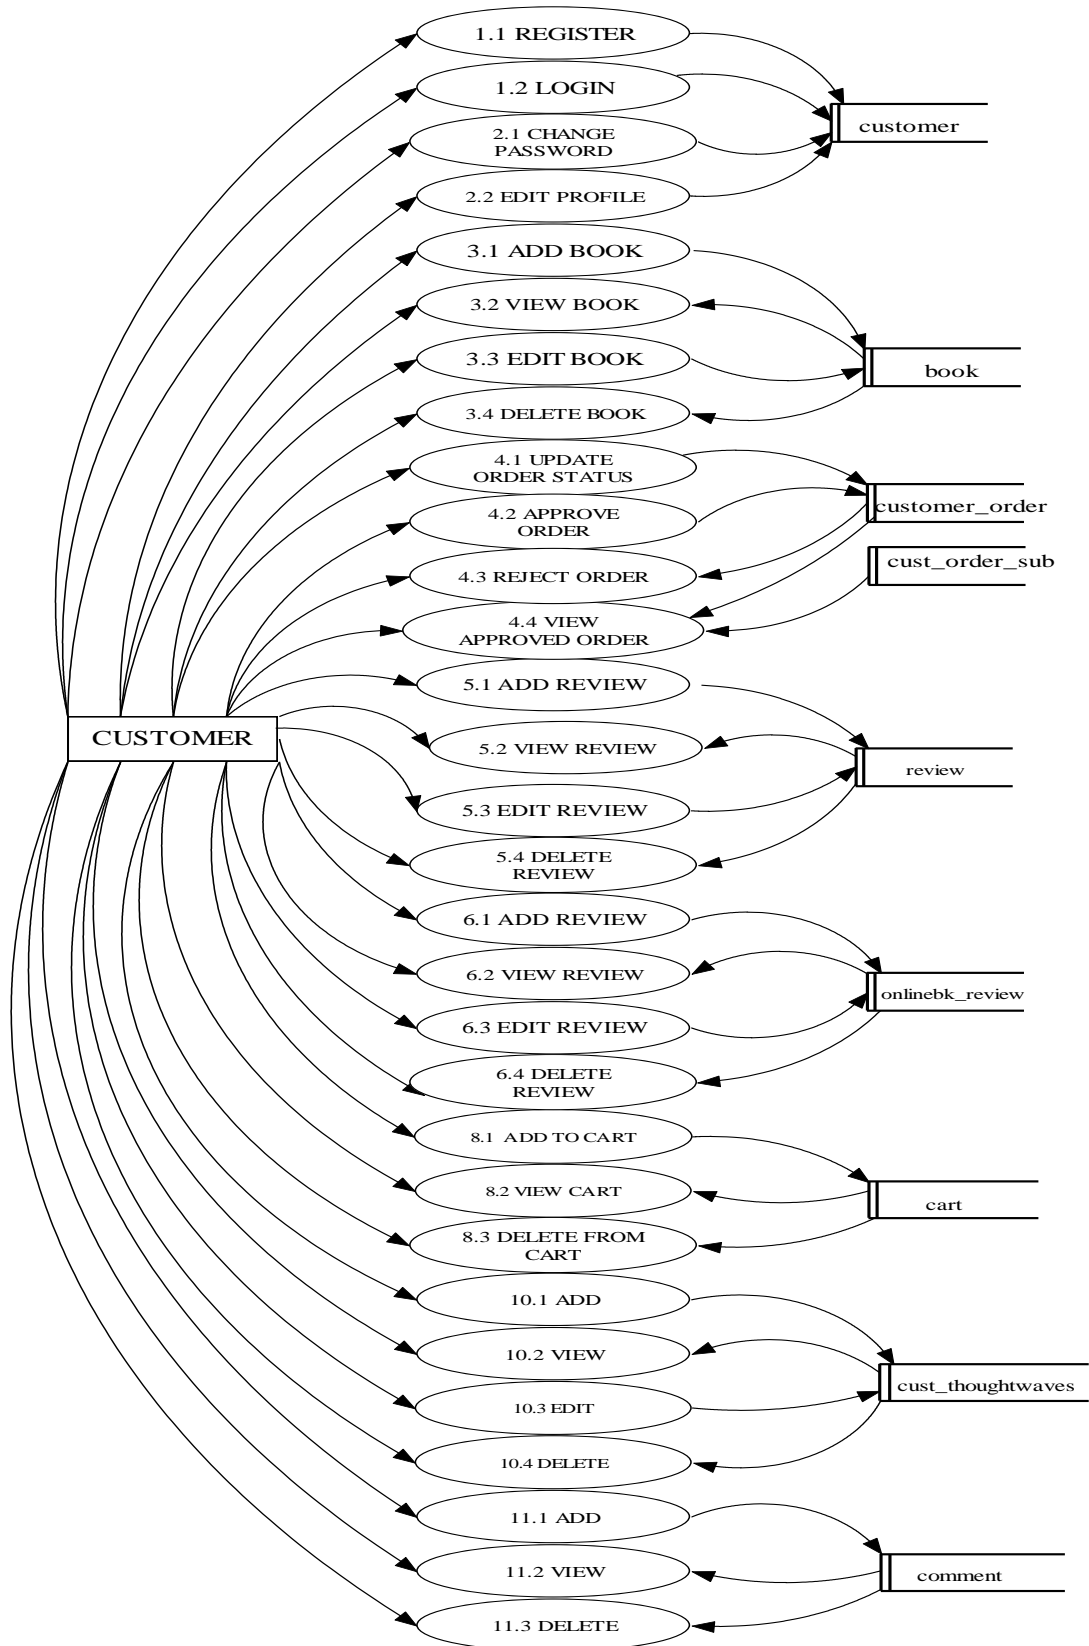 1.1 REGISTER
1.2 LOGIN
customer
2.1 CHANGE
PASSWORD
2.2 EDIT PROFILE
3.1 ADD BOOK
3.2 VIEW BOOK
3.3 EDIT BOOK
book
3.4 DELETE BOOK
4.1 UPDATE
ORDER STATUS
customer_order
4.2 APPROVE
ORDER
cust_order_sub
4.3 REJECT ORDER
4.4 VIEW
APPROVED ORDER
5.1 ADD REVIEW
CUSTOMER
5.2 VIEW REVIEW
review
5.3 EDIT REVIEW
5.4 DELETE
REVIEW
6.1 ADD REVIEW
6.2 VIEW REVIEW
onlinebk_review
6.3 EDIT REVIEW
6.4 DELETE
REVIEW
8.1 ADD TO CART
8.2 VIEW CART
cart
8.3 DELETE FROM
CART
10.1 ADD
10.2 VIEW
cust_thoughtwaves
10.3 EDIT
10.4 DELETE
11.1 ADD
11.2 VIEW
comment
11.3 DELETE